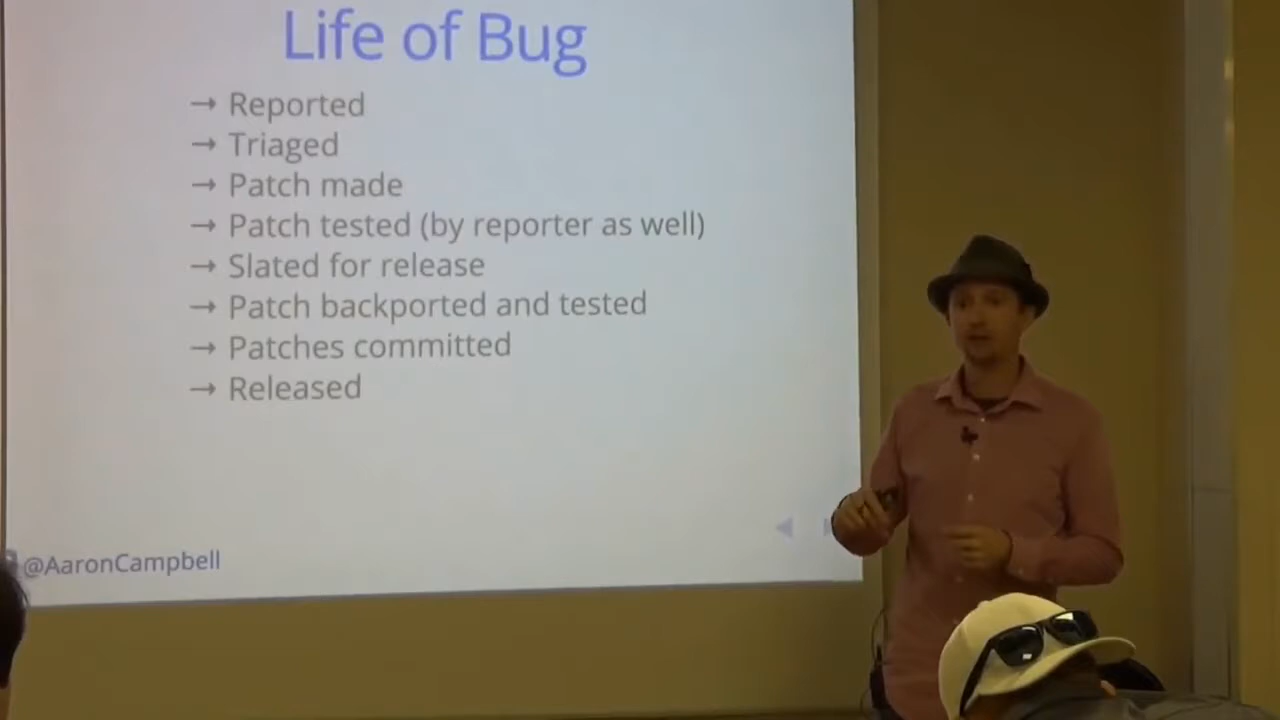 Life of Bug
→ Reported
→ Triaged
→ Patch made
→ Patch tested (by reporter as well)
→ Slated for release
→ Patch backported and tested
→ Patches committed
→ Released
@AaronCampbell